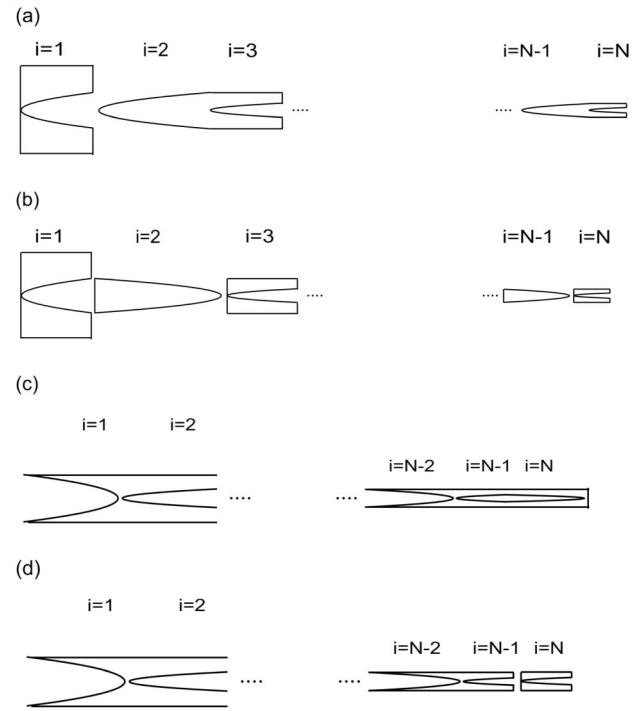 (a)
i=1 i=2 i=3 i=N-1 i=N
.... ....
(b)
i=1 i=2 i=3 i=N-1 i=N
.... ....
(c)
i=1 i=2
i=N-2 i=N-1 i=N
.... ....
(d)
i=1 i=2
i=N-2 i=N-1 i=N
.... ....